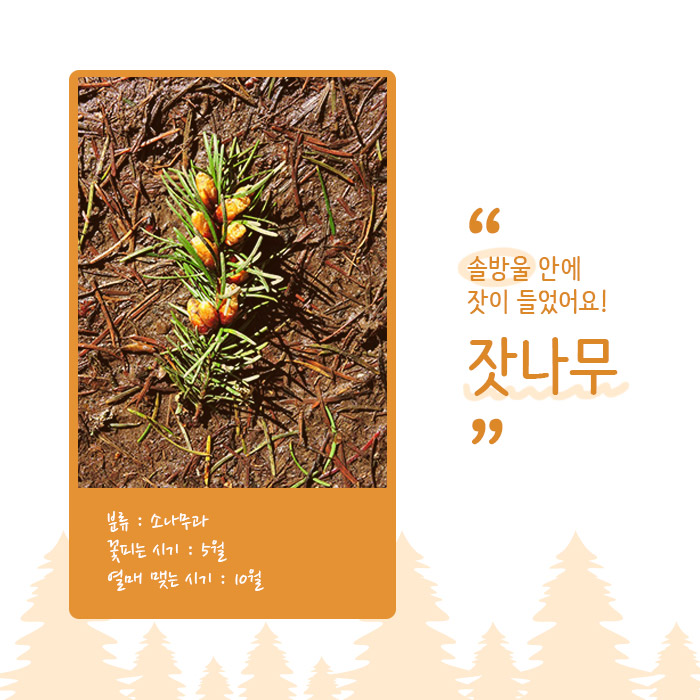 “
솔방울 안에
잣이 들었어요!
잣나무
”
분류 : 소나무과
꽃피는 시기 : 5월
열매 맺는 시기 : 10월